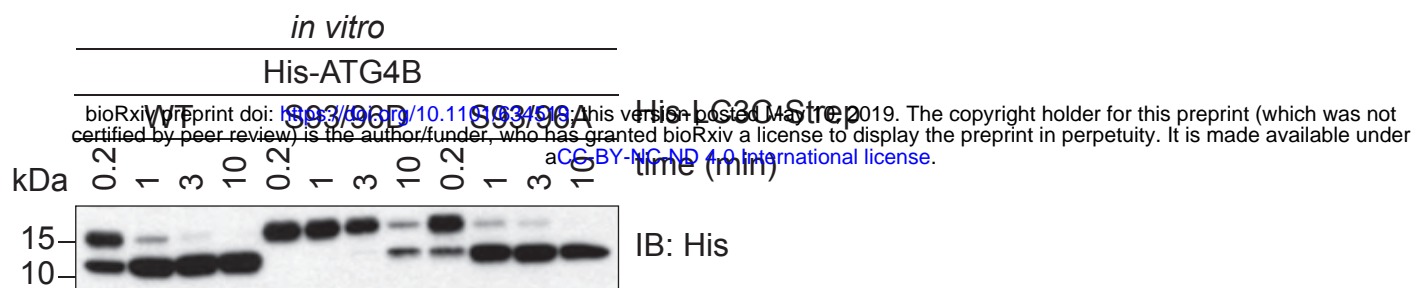 in vitro
His-ATG4B
WT S93/96D S93/96A His-LC3C-Strep
bioRxiv preprint doi: https://doi.org/10.1101/634519; this version posted May 10, 2019. The copyright holder for this preprint (which was not
certified by peer review) is the author/funder, who has granted bioRxiv a license to display the preprint in perpetuity. It is made available under
aCC-BY-NC-ND 4.0 International license.
kDa 0.2 1 3 10 0.2 1 3 10 0.2 1 3 10 time (min)
15
IB: His
10